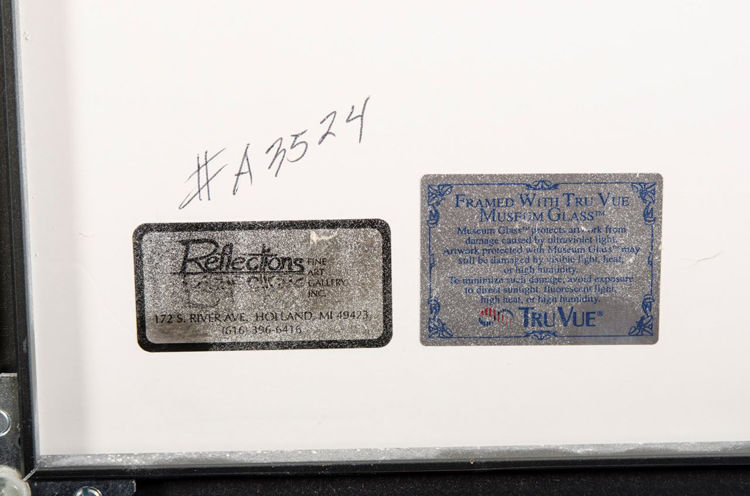 #A3524
Reflections FINE
ART
GALLERY
INC.
172 S. RIVER AVE., HOLLAND, MI 49423,
(616) 396-6416
FRAMED WITH TRU VUE
MUSEUM GLASS™
Museum Glass™ protects artwork from
damage caused by ultraviolet light.
Artwork protected with Museum Glass™ may
still be damaged by visible light, heat,
or high humidity.
To minimize such damage, avoid exposure
to direct sunlight, fluorescent light,
high heat, or high humidity.
TRU VUE®